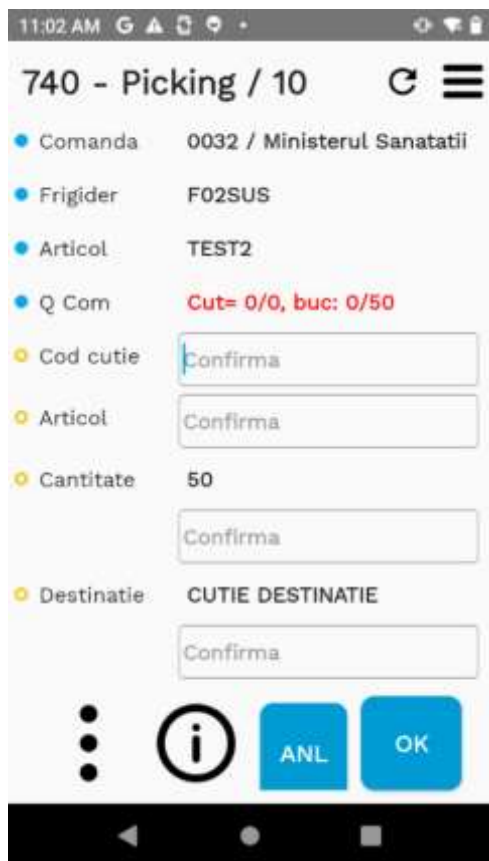 11:02 AM G
740 - Picking / 10
Comanda 0032 / Ministerul Sanatatii
Frigider F02SUS
Articol TEST2
Q Com Cut= 0/0, buc: 0/50
Cod cutie Confirma
Articol Confirma
Cantitate 50
Confirma
Destinatie CUTIE DESTINATIE
Confirma
ANL OK